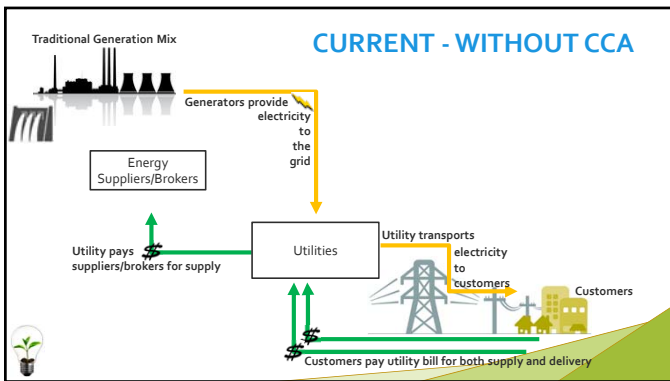 Traditional Generation Mix
CURRENT - WITHOUT CCA
Generators provide
electricity
to
the
grid
Energy
Suppliers/Brokers
Utility pays
suppliers/brokers for supply
$
Utilities
Utility transports
electricity
to
customers
Customers
$
$
Customers pay utility bill for both supply and delivery